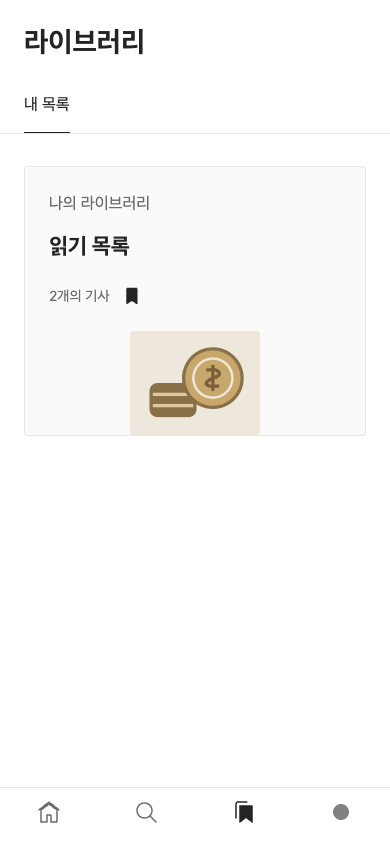 라이브러리
내 목록
나의 라이브러리
읽기 목록
2개의 기사